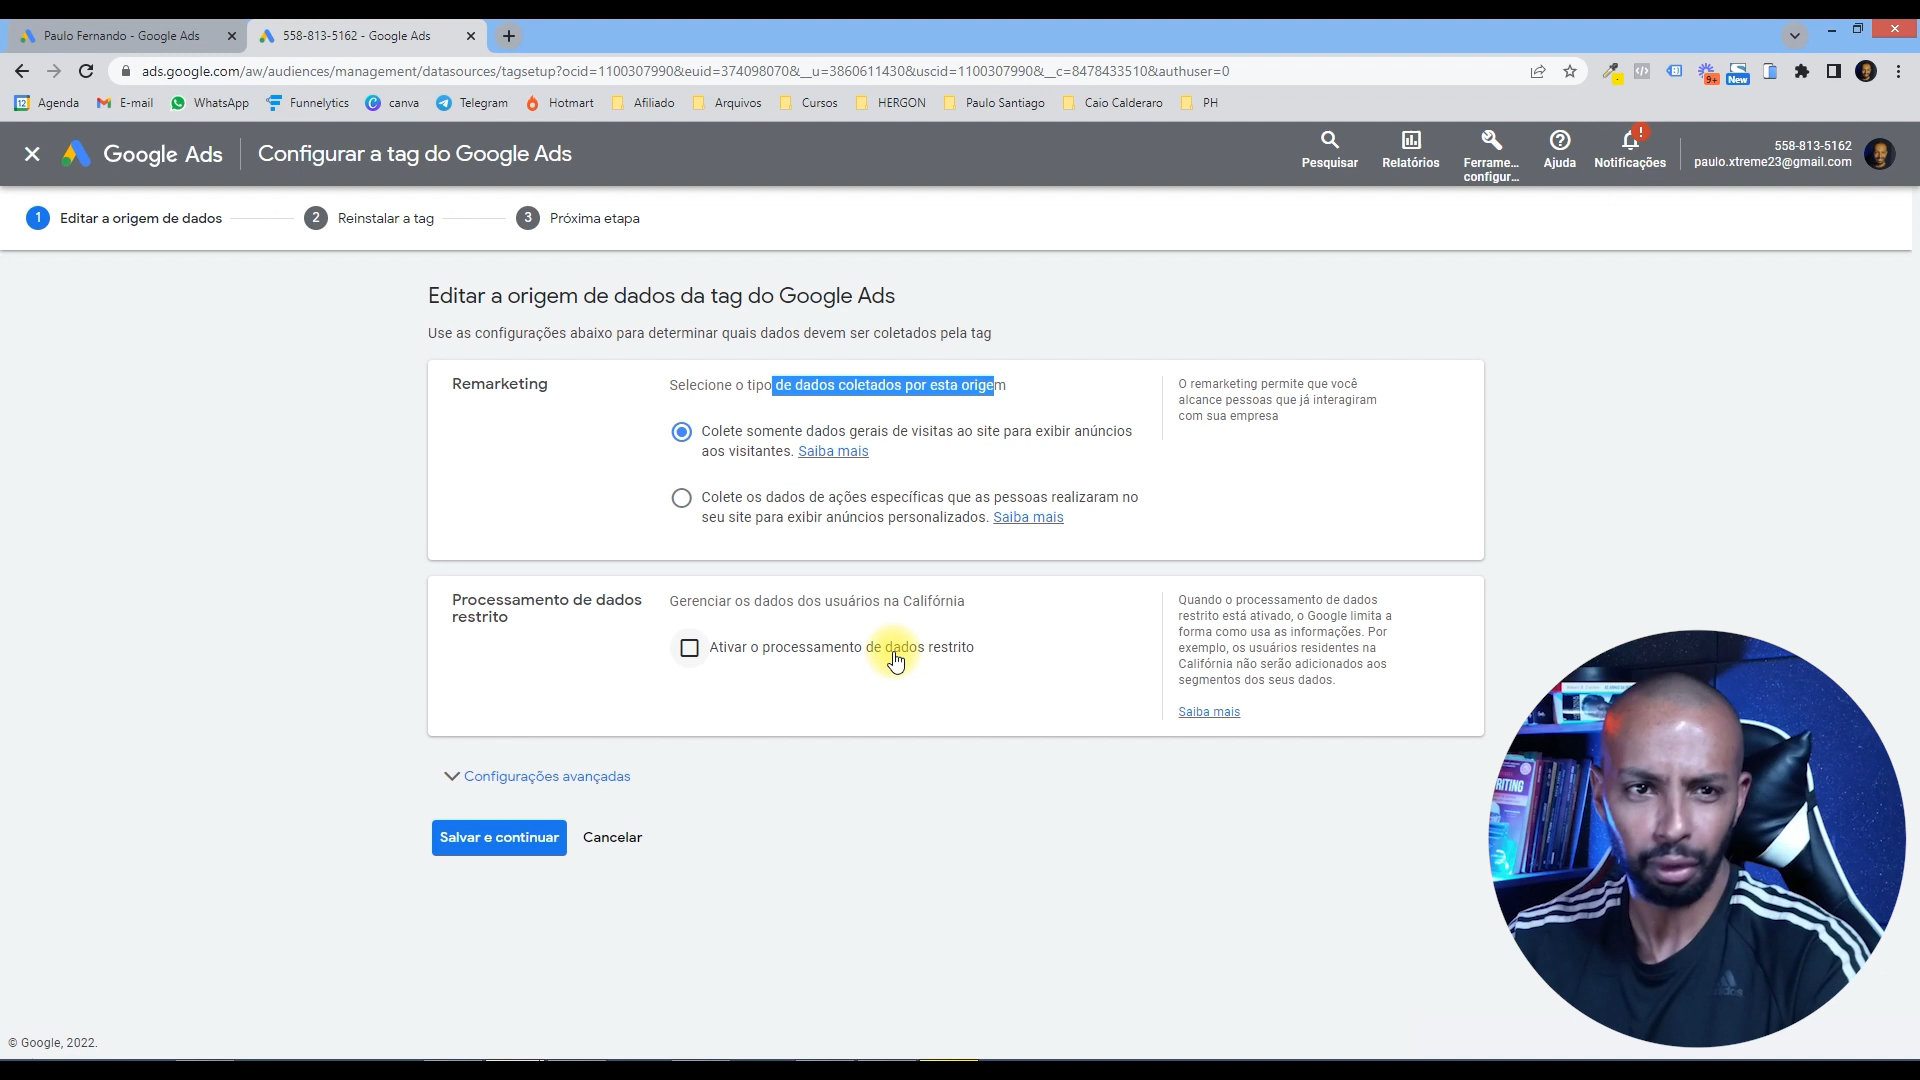 Paulo Fernando - Google Ads
558-813-5162 - Google Ads
ads.google.com/aw/audiences/management/datasources/tagsetup?ocid=1100307990&euid=374098070&__u=3860611430&uscid=1100307990&__c=8478433510&authuser=0
9+
New
12 Agenda
E-mail
WhatsApp
Funnelytics
canva
Telegram
Hotmart
Afiliado
Arquivos
Cursos
HERGON
Paulo Santiago
Caio Calderaro
PH
Google Ads
Configurar a tag do Google Ads
Pesquisar
Relatórios
Ferrame...
configur...
Ajuda
!
Notificações
558-813-5162
paulo.xtreme23@gmail.com
1 Editar a origem de dados
2 Reinstalar a tag
3 Próxima etapa
Editar a origem de dados da tag do Google Ads
Use as configurações abaixo para determinar quais dados devem ser coletados pela tag
Remarketing
Selecione o tipo de dados coletados por esta origem
Colete somente dados gerais de visitas ao site para exibir anúncios
aos visitantes. Saiba mais
Colete os dados de ações específicas que as pessoas realizaram no
seu site para exibir anúncios personalizados. Saiba mais
O remarketing permite que você
alcance pessoas que já interagiram
com sua empresa
Processamento de dados
restrito
Gerenciar os dados dos usuários na Califórnia
Ativar o processamento de dados restrito
Quando o processamento de dados
restrito está ativado, o Google limita a
forma como usa as informações. Por
exemplo, os usuários residentes na
Califórnia não serão adicionados aos
segmentos dos seus dados.
Saiba mais
Configurações avançadas
Salvar e continuar
Cancelar
© Google, 2022.